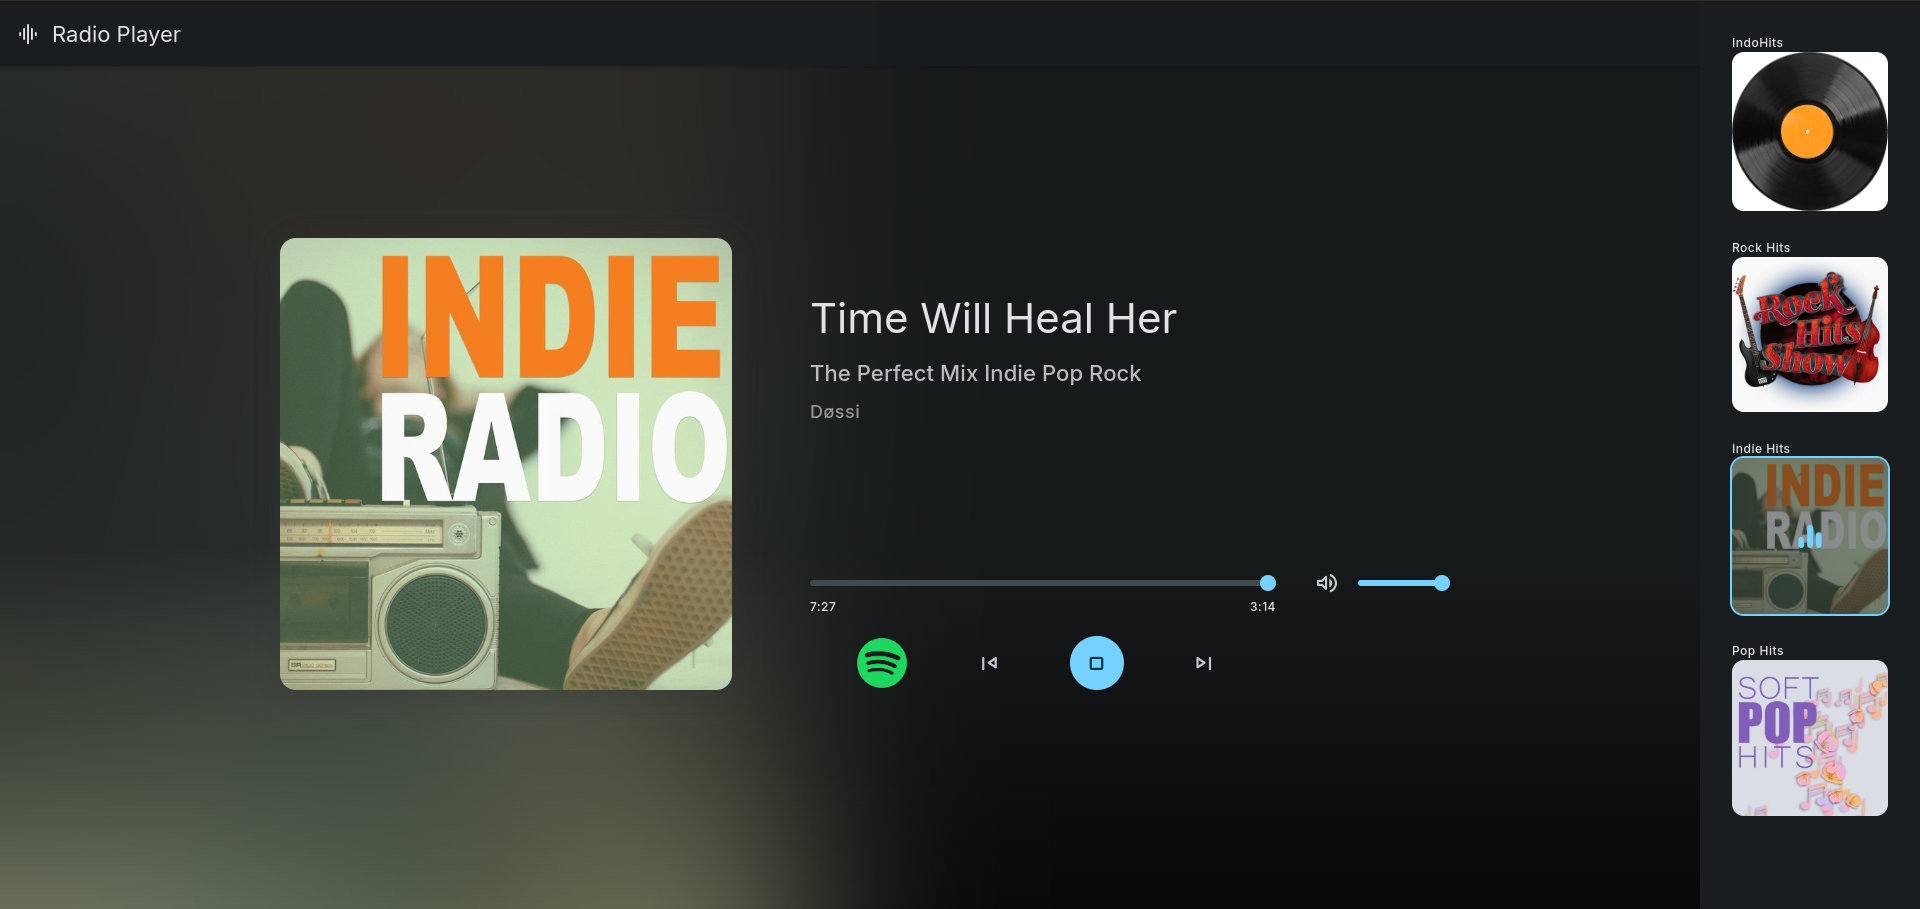 Radio Player
INDIE
RADIO
Time Will Heal Her
The Perfect Mix Indie Pop Rock
Døssi
7:27
3:14
IndoHits
Rock Hits
Rock
Hits
Show
Indie Hits
INDIE
RADIO
Pop Hits
SOFT
POP
HITS